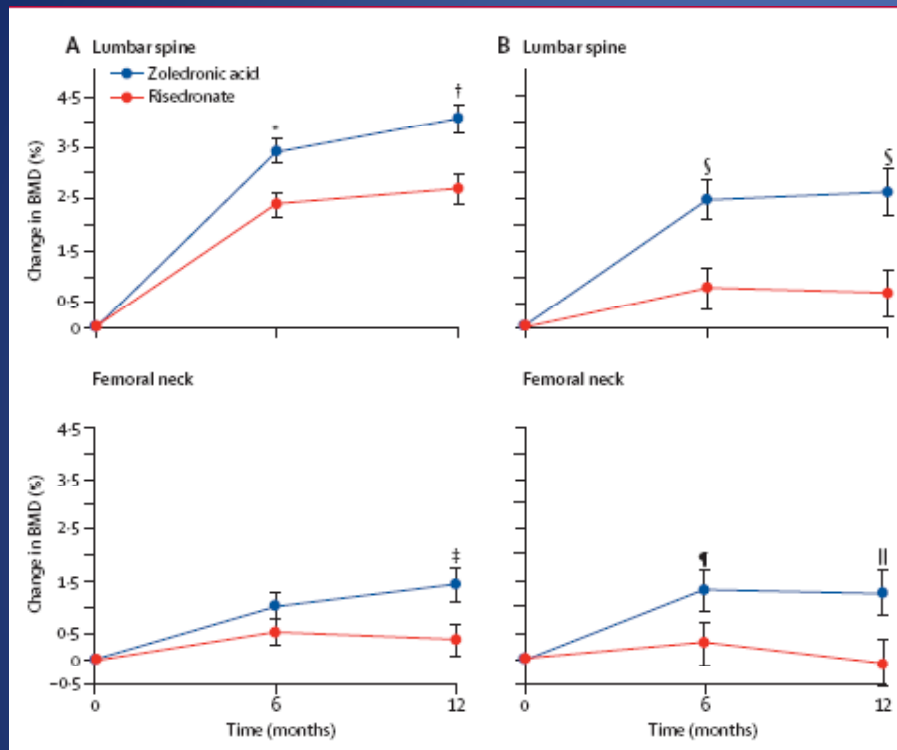 A Lumbar spine
Zoledronic acid
Risedronate
Change in BMD (%)
4·5
3·5
2·5
1·5
0·5
0
*
†
B Lumbar spine
§
§
Femoral neck
Change in BMD (%)
4·5
3·5
2·5
1·5
0·5
0
−0·5
‡
0
6
12
Time (months)
Femoral neck
¶
||
0
6
12
Time (months)